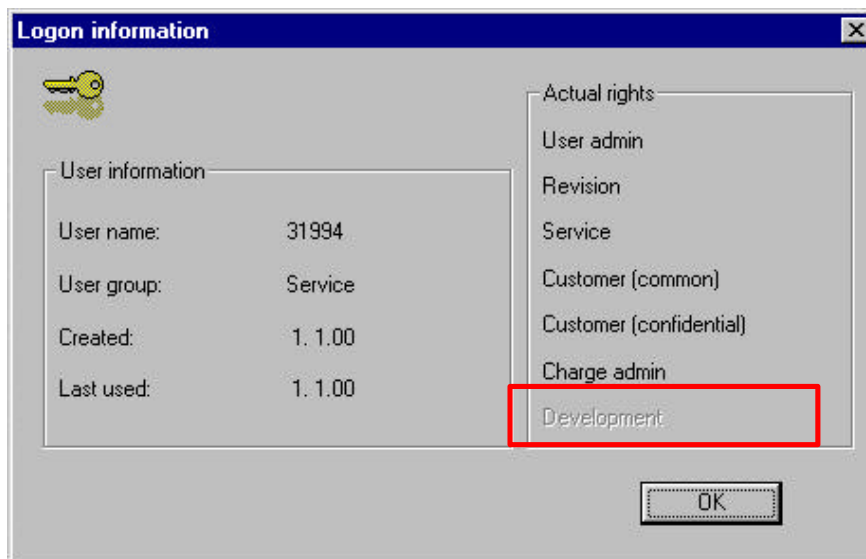 Logon information
User information
User name: 31994
User group: Service
Created: 1. 1.00
Last used: 1. 1.00
Actual rights
User admin
Revision
Service
Customer (common)
Customer (confidential)
Charge admin
Development
OK